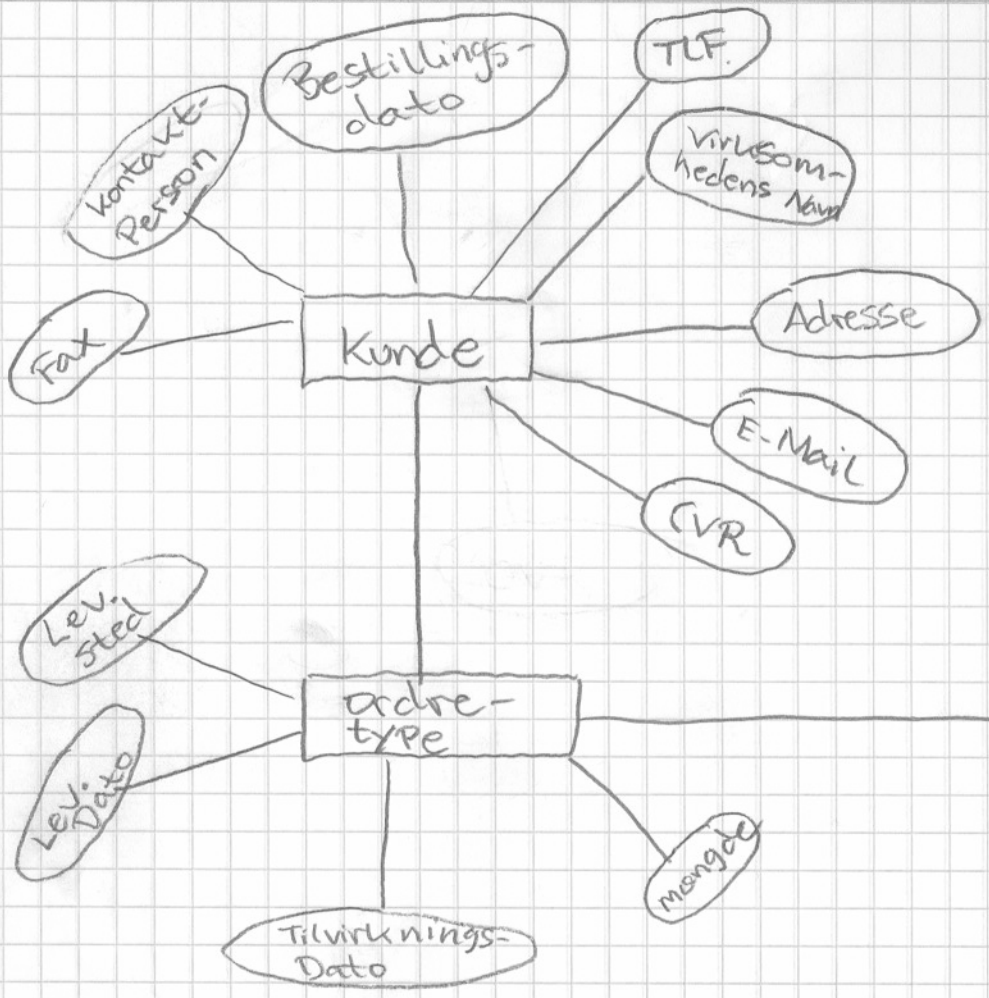 Bestillings-
dato
TLF.
Kontakt-
Person
Virksom-
hedens Navn
Fax
Kunde
Adresse
E-Mail
CVR
Lev.
sted
ordre-
type
Lev.
Dato
mængde
Tilvirknings-
Dato